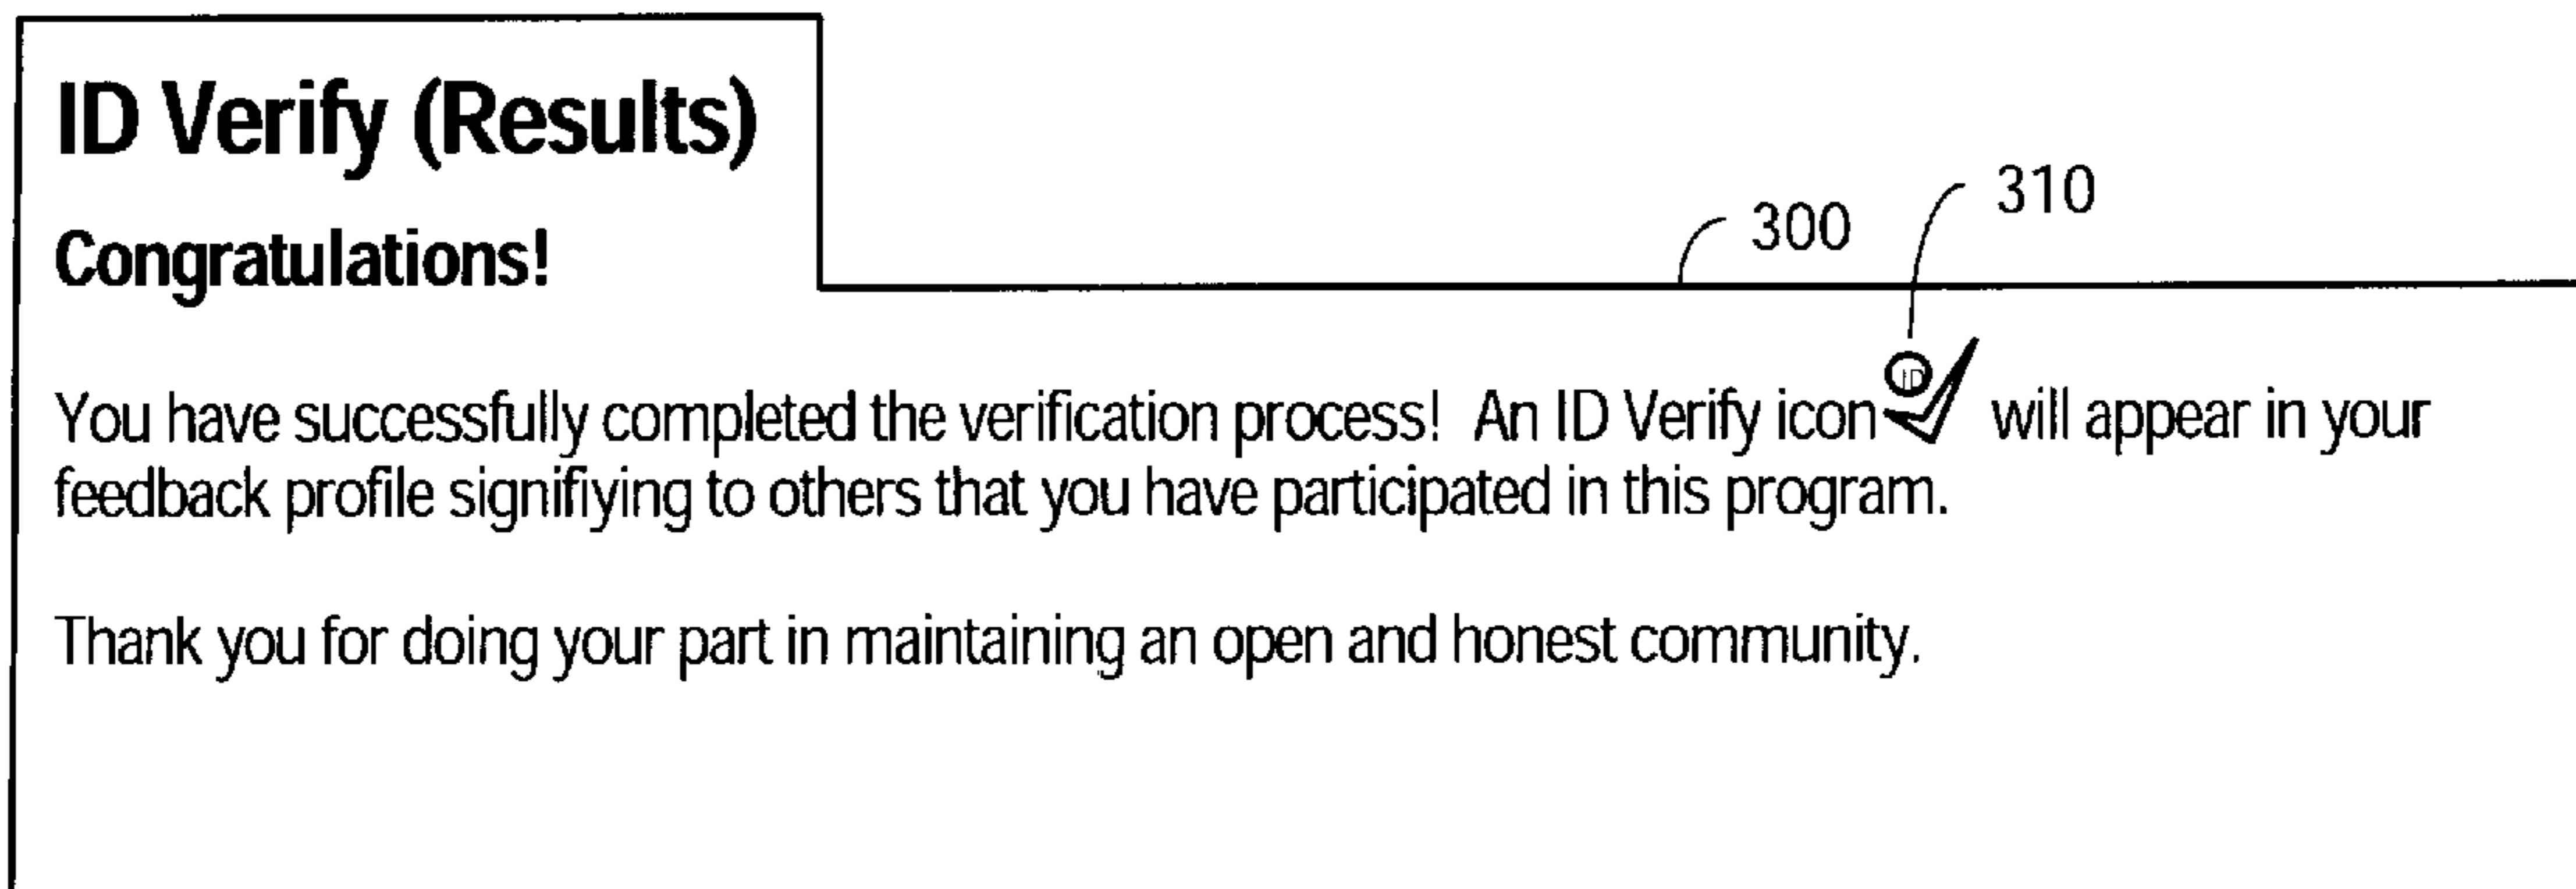 ID Verify (Results)
Congratulations!
300
310
ID
You have successfully completed the verification process! An ID Verify icon will appear in your
feedback profile signifiying to others that you have participated in this program.
Thank you for doing your part in maintaining an open and honest community.